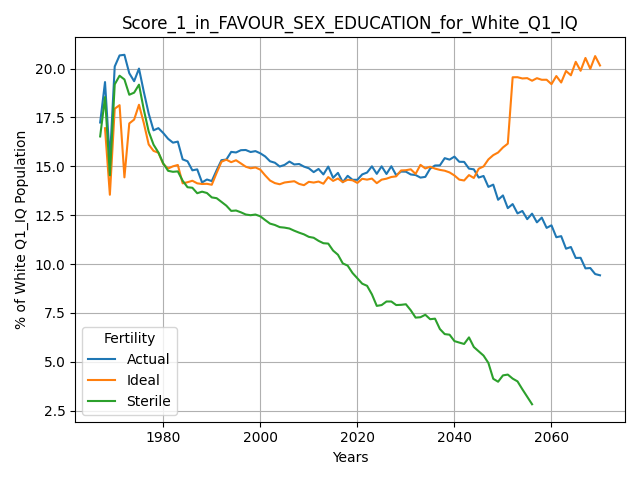 Score_1_in_FAVOUR_SEX_EDUCATION_for_White_Q1_IQ
% of White Q1_IQ Population
20.0
17.5
15.0
12.5
10.0
7.5
5.0
2.5
Fertility
Actual
Ideal
Sterile
1980 2000 2020 2040 2060
Years